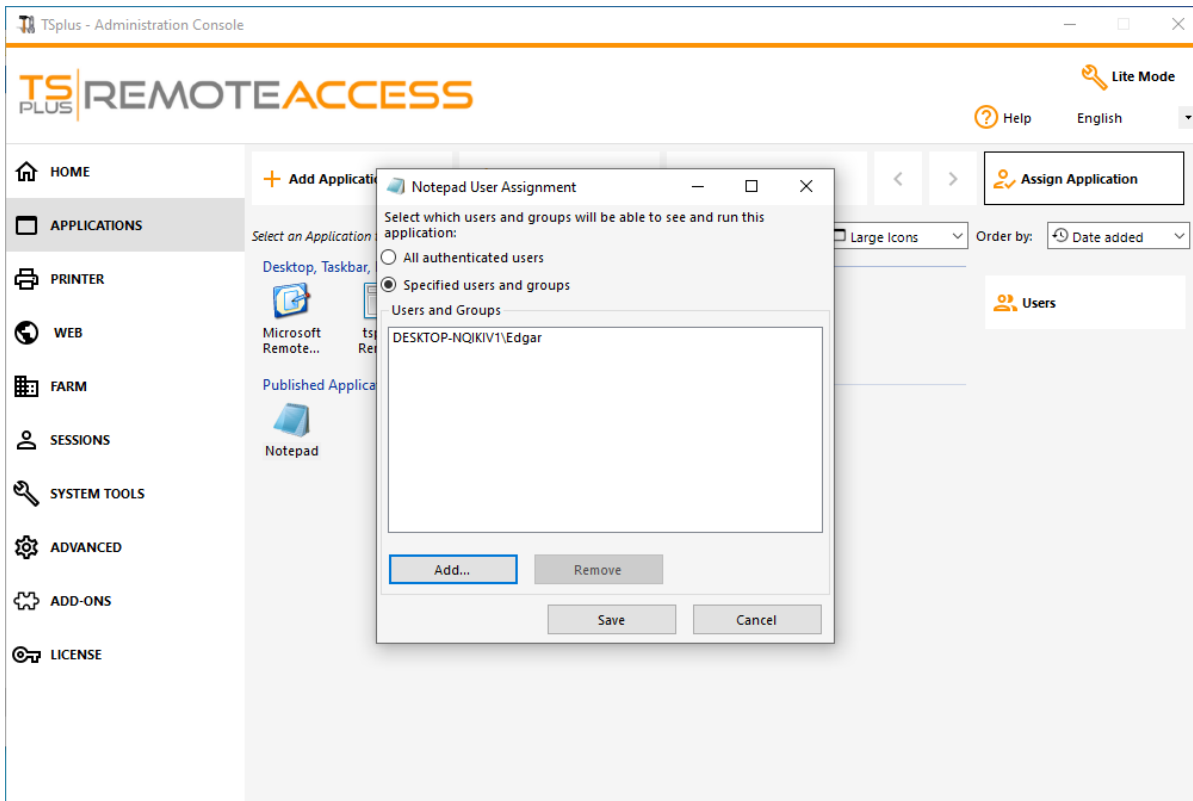 TSplus - Administration Console
TS PLUS REMOTEACCESS
Lite Mode
Help English
HOME
APPLICATIONS
PRINTER
WEB
FARM
SESSIONS
SYSTEM TOOLS
ADVANCED
ADD-ONS
LICENSE
Add Applicatio
Assign Application
Select an Application
Large Icons
Order by: Date added
Desktop, Taskbar,
Microsoft
Remote...
Published Applica
Notepad
Users
Notepad User Assignment
Select which users and groups will be able to see and run this
application:
All authenticated users
Specified users and groups
Users and Groups
DESKTOP-NQIKIV1\Edgar
Add... Remove
Save Cancel